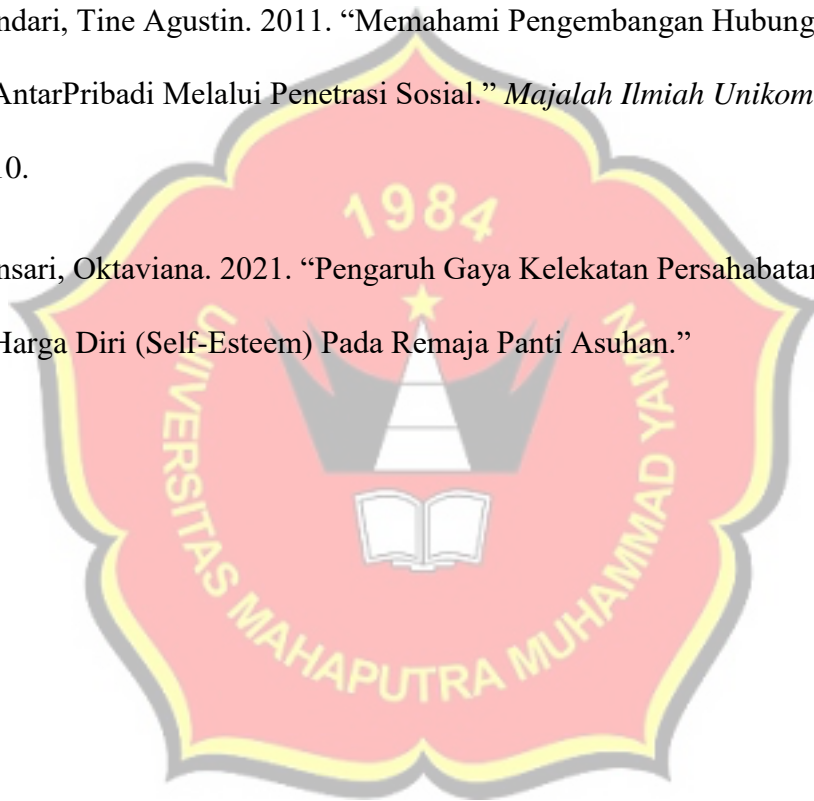 ndari, Tine Agustin. 2011. “Memahami Pengembangan Hubung
AntarPribadi Melalui Penetrasi Sosial.” Majalah Ilmiah Unikom
10.
1984
nsari, Oktaviana. 2021. “Pengaruh Gaya Kelekatan Persahabatan
Harga Diri (Self-Esteem) Pada Remaja Panti Asuhan.”
UNIVERSITAS MAHAPUTRA MUHAMMAD YAMIN